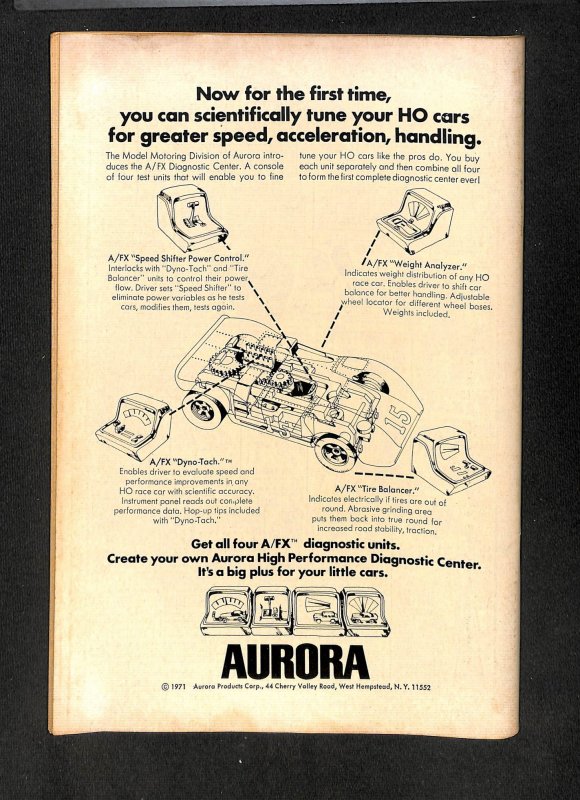 Now for the first time,
you can scientifically tune your HO cars
for greater speed, acceleration, handling.
The Model Motoring Division of Aurora intro-
duces the A/FX Diagnostic Center. A console
of four test units that will enable you to fine
tune your HO cars like the pros do. You buy
each unit separately and then combine all four
to form the first complete diagnostic center ever!
A/FX "Speed Shifter Power Control."
Interlocks with "Dyno-Tach" and "Tire
Balancer" units to control their power
flow. Driver sets "Speed Shifter" to
eliminate power variables as he tests
cars, modifies them, tests again.
A/FX "Weight Analyzer."
Indicates weight distribution of any HO
race car. Enables driver to shift car
balance for better handling. Adjustable
wheel locator for different wheel bases.
Weights included.
15
A/FX "Dyno-Tach."™
Enables driver to evaluate speed and
performance improvements in any
HO race car with scientific accuracy.
Instrument panel reads out complete
performance data. Hop-up tips included
with "Dyno-Tach."
A/FX "Tire Balancer."
Indicates electrically if tires are out of
round. Abrasive grinding area
puts them back into true round for
increased road stability, traction.
Get all four A/FX™ diagnostic units.
Create your own Aurora High Performance Diagnostic Center.
It's a big plus for your little cars.
AURORA
© 1971 Aurora Products Corp., 44 Cherry Valley Road, West Hempstead, N. Y. 11552